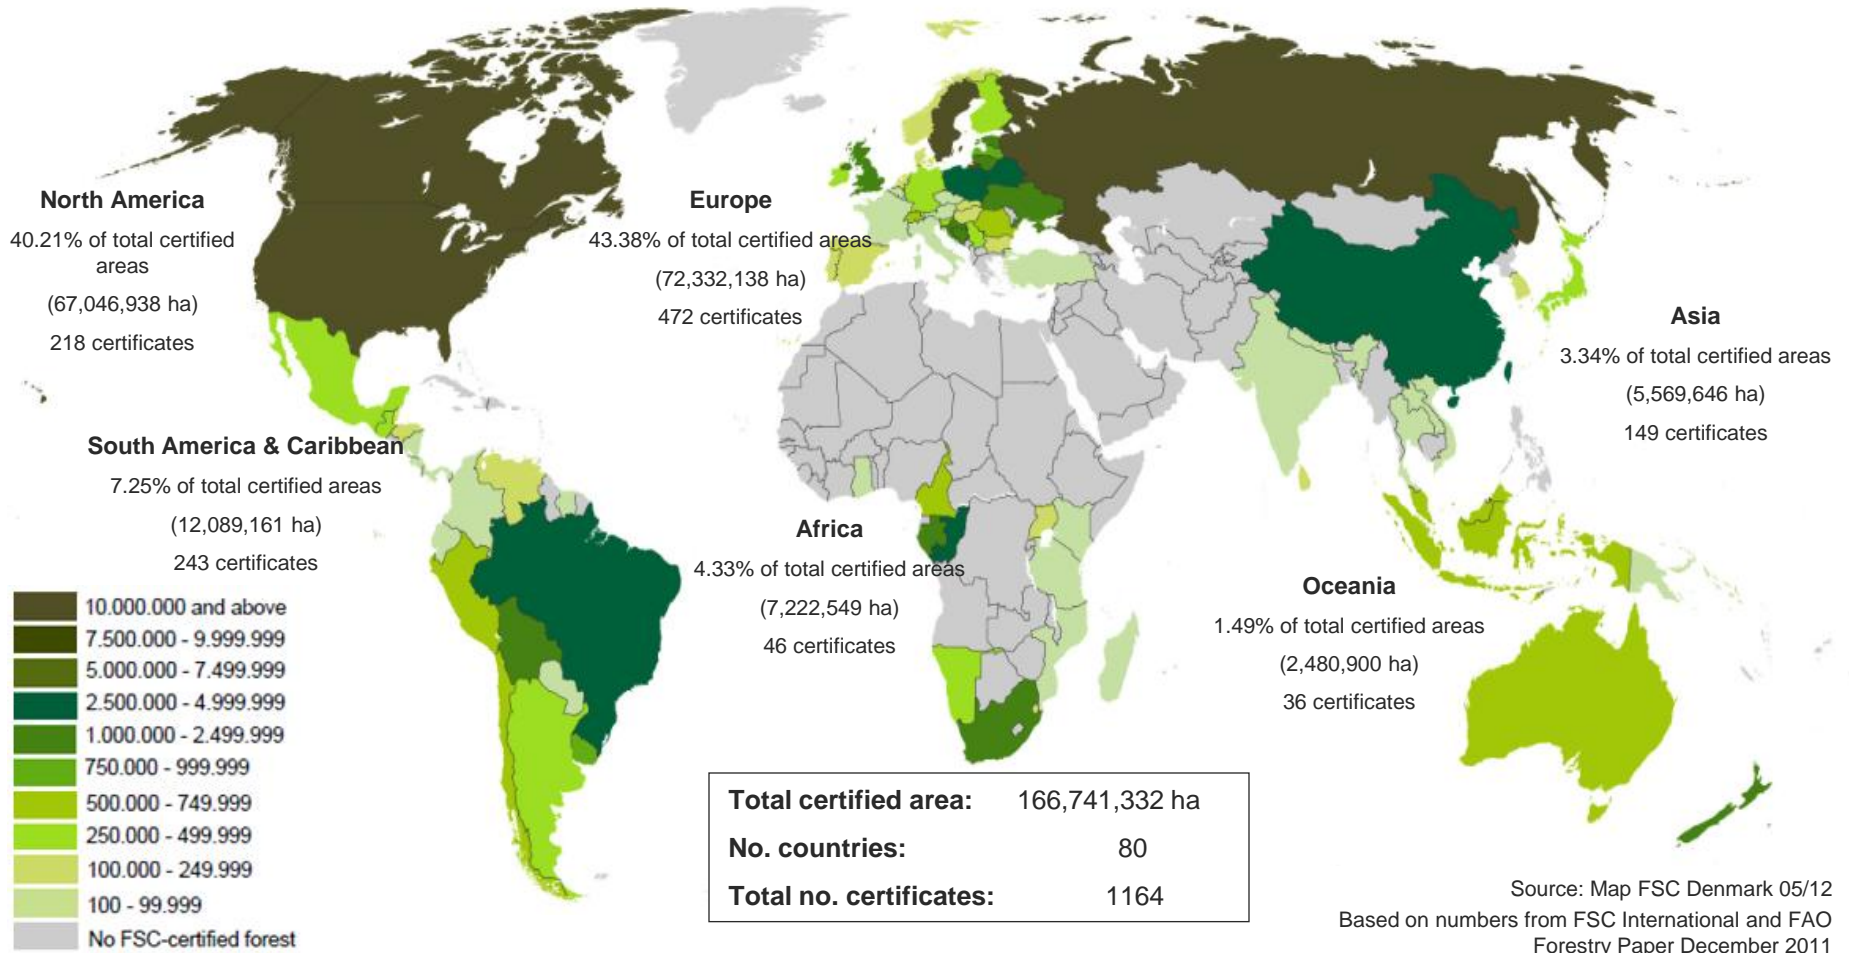 North America
40.21% of total certified
areas
(67,046,938 ha)
218 certificates
Europe
43.38% of total certified areas
(72,332,138 ha)
472 certificates
Asia
3.34% of total certified areas
(5,569,646 ha)
149 certificates
South America & Caribbean
7.25% of total certified areas
(12,089,161 ha)
243 certificates
Africa
4.33% of total certified areas
(7,222,549 ha)
46 certificates
Oceania
1.49% of total certified areas
(2,480,900 ha)
36 certificates
10.000.000 and above
7.500.000 - 9.999.999
5.000.000 - 7.499.999
2.500.000 - 4.999.999
1.000.000 - 2.499.999
750.000 - 999.999
500.000 - 749.999
250.000 - 499.999
100.000 - 249.999
100 - 99.999
No FSC-certified forest
Total certified area: 166,741,332 ha
No. countries: 80
Total no. certificates: 1164
Source: Map FSC Denmark 05/12
Based on numbers from FSC International and FAO
Forestry Paper December 2011